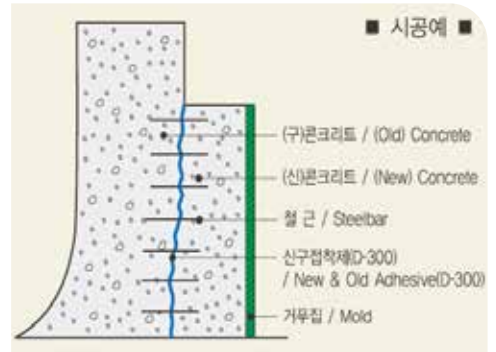 ■ 시공예 ■
(구)콘크리트 / (Old) Concrete
(신)콘크리트 / (New) Concrete
철 근 / Steelbar
신구접착제(D-300)
/ New & Old Adhesive(D-300)
거푸집 / Mold